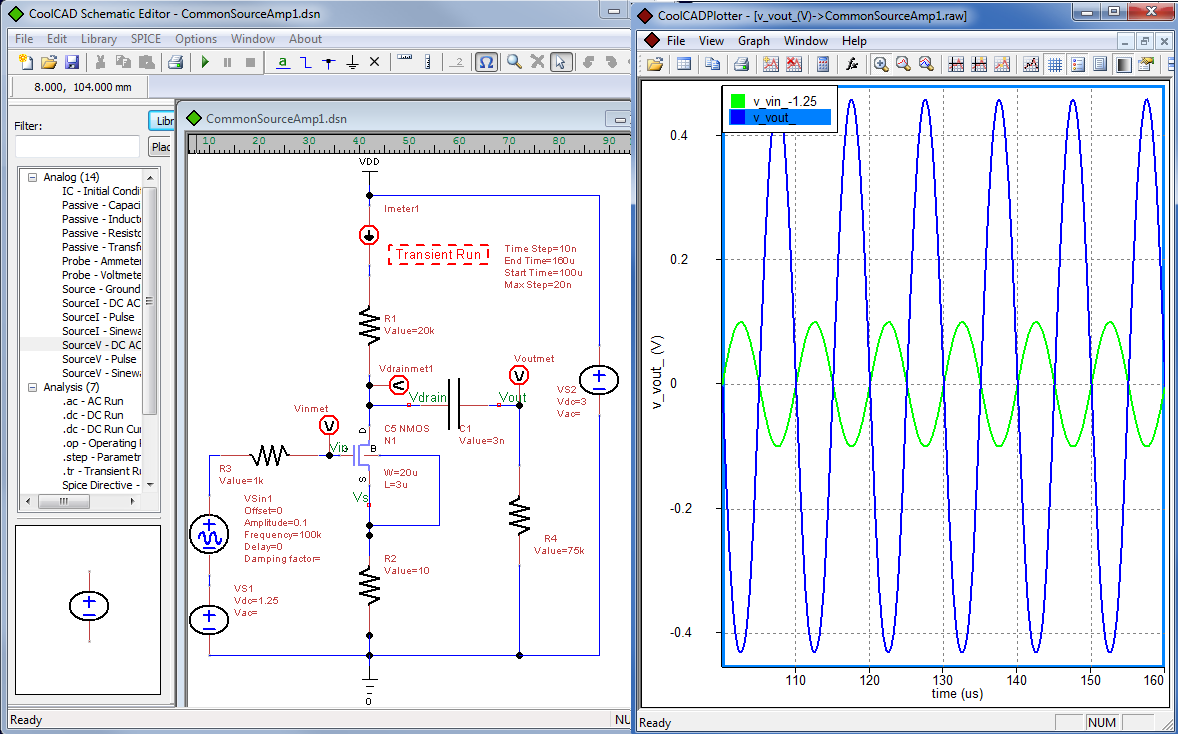 CoolCAD Schematic Editor - CommonSourceAmp1.dsn
File Edit Library SPICE Options Window About
8.000, 104.000 mm
Filter:
Libr
Plac
Analog (14)
IC - Initial Condi
Passive - Capaci
Passive - Inducto
Passive - Resisto
Passive - Transfo
Probe - Ammeter
Probe - Voltmete
Source - Ground
SourceI - DC AC
SourceI - Pulse
SourceI - Sinewa
SourceV - DC AC
SourceV - Pulse
SourceV - Sinewa
Analysis (7)
.ac - AC Run
.dc - DC Run
.dc - DC Run Cur
.op - Operating P
.step - Parametri
.tr - Transient Ru
Spice Directive -
CommonSourceAmp1.dsn
10 20 30 40 50 60 70 80 90
VDD
Imeter1
Transient Run
Time Step=10n
End Time=160u
Start Time=100u
Max Step=20n
R1
Value=20k
Vdrainmet1
Vdrain
Voutmet
Vout
VS2
Vdc=3
Vac=
Vinmet
Vin
D
B
S
C5 NMOS
N1
C1
Value=3n
W=20u
L=3u
R3
Value=1k
Vs
VSin1
Offset=0
Amplitude=0.1
Frequency=100k
Delay=0
Damping factor=
R4
Value=75k
R2
Value=10
VS1
Vdc=1.25
Vac=
0
Ready
NU
CoolCADPlotter - [v_vout_(V)->CommonSourceAmp1.raw]
File View Graph Window Help
v_vin_-1.25
v_vout_
v_vout_ (V)
0.4
0.2
0
-0.2
-0.4
110 120 130 140 150 160
time (us)
Ready
NUM